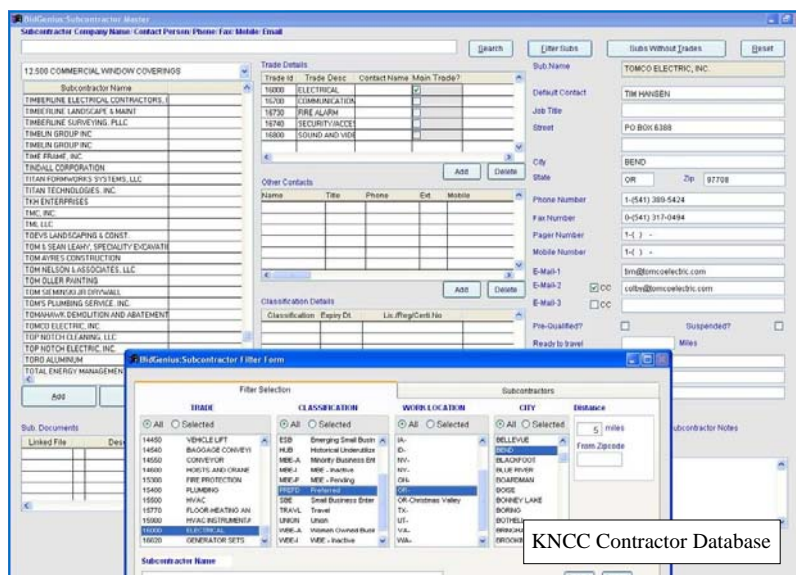 BidGenius:Subcontractor Master
Subcontractor Company Name/Contact Person/Phone/Fax/Mobile/Email
Search
Filter Subs
Subs Without Trades
Reset
12.500 COMMERCIAL WINDOW COVERINGS
Subcontractor Name
TIMBERLINE ELECTRICAL CONTRACTORS, I
TIMBERLINE LANDSCAPE & MAINT
TIMBERLINE SURVEYING, PLLC
TIMBLIN GROUP INC
TIMBLIN GROUP INC
TIME FRAME, INC.
TINDALL CORPORATION
TITAN FORMWORKS SYSTEMS, LLC
TITAN TECHNOLOGIES, INC.
TKH ENTERPRISES
TMC, INC
TML LLC
TOEVS LANDSCAPING & CONST.
TOM & SEAN LEAHY, SPECIALITY EXCAVATI
TOM AYRES CONSTRUCTION
TOM NELSON & ASSOCIATES, LLC
TOM OLLER PAINTING
TOM SIEMINSKI JR DRYWALL
TOM'S PLUMBING SERVICE, INC.
TOMAHAWK DEMOLITION AND ABATEMENT
TOMCO ELECTRIC, INC
TOP NOTCH CLEANING, LLC
TOP NOTCH ELECTRIC, INC.
TORO ALUMINUM
TOTAL ENERGY MANAGEMENT
Add
Sub. Documents
Linked File Desc
Trade Details
Trade Id Trade Desc Contact Name Main Trade?
16000 ELECTRICAL
16700 COMMUNICATION
16730 FIRE ALARM
16740 SECURITY/ACCES
16800 SOUND AND VIDE
Add Delete
Other Contacts
Name Title Phone Ext Mobile
Add Delete
Classification Details
Classification Expiry Dt. Lic./Reg/Certi.No
Sub.Name TOMCO ELECTRIC, INC.
Default Contact TIM HANSEN
Job Title
Street PO BOX 6388
City BEND
State OR Zip 97708
Phone Number 1-(541) 389-5424
Fax Number 0-(541) 317-0494
Pager Number 1-( ) -
Mobile Number 1-( ) -
E-Mail-1 tim@tomcoelectric.com
E-Mail-2 CC colby@tomcoelectric.com
E-Mail-3 CC
Pre-Qualified? Suspended?
Ready to travel Miles
ubcontractor Notes
BidGenius:Subcontractor Filter Form
Filter Selection
Subcontractors
TRADE
All Selected
14450 VEHICLE LIFT
14540 BAGGAGE CONVEYI
14550 CONVEYOR
14600 HOISTS AND CRANE
15300 FIRE PROTECTION
15400 PLUMBING
15500 HVAC
15770 FLOOR-HEATING AN
15900 HVAC INSTRUMENTA
16000 ELECTRICAL
16620 GENERATOR SETS
CLASSIFICATION
All Selected
ESB Emerging Small Busin
HUB Historical Underutilize
MBE-A Minority Business Ent
MBE-I MBE - Inactive
MBE-P MBE - Pending
PREFD Preferred
SBE Small Business Enter
TRAVL Travel
UNION Union
WBE-A Women Owned Busi
WBE-I WBE - Inactive
WORK LOCATION
All Selected
IA-
ID-
NV-
NY-
OH-
OR-
OR-Christmas Valley
TX-
UT-
VA-
WA-
CITY
All Selected
BELLEVUE
BEND
BLACKFOOT
BLUE RIVER
BOARDMAN
BOISE
BONNEY LAKE
BORING
BOTHELL
BRINGHA
BROOKIN
Distance
5 miles
From Zipcode
Subcontractor Name
KNCC Contractor Database